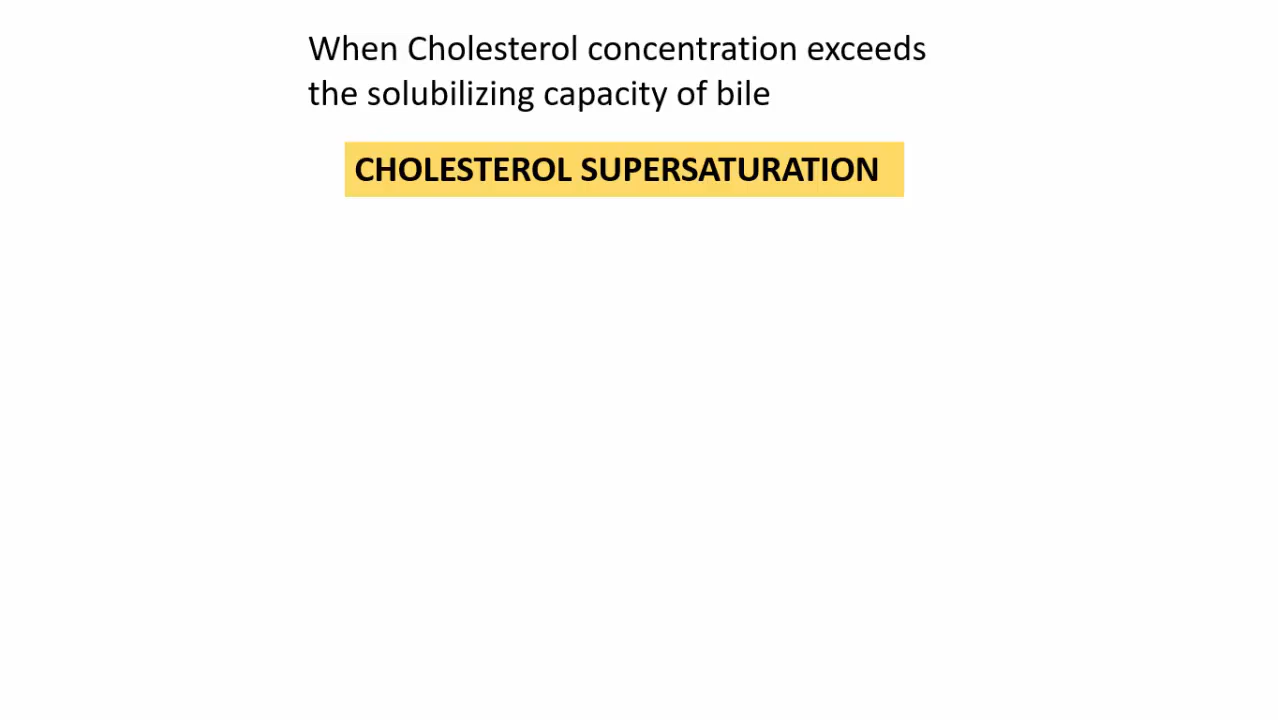 When Cholesterol concentration exceeds
the solubilizing capacity of bile
CHOLESTEROL SUPERSATURATION